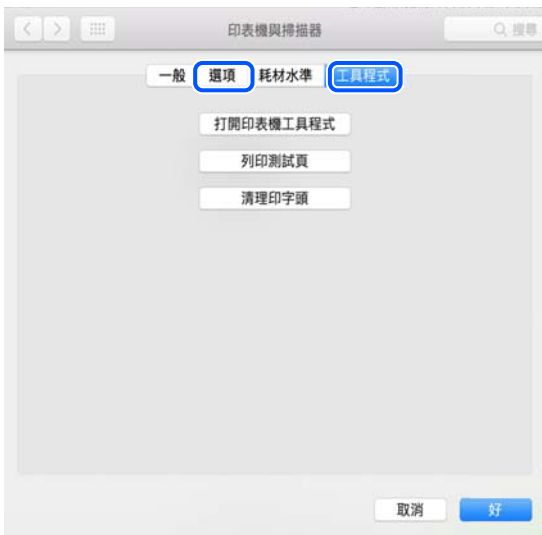 印表機與掃描器
搜尋
一般 選項 耗材水準 工具程式
打開印表機工具程式
列印測試頁
清理印字頭
取消 好